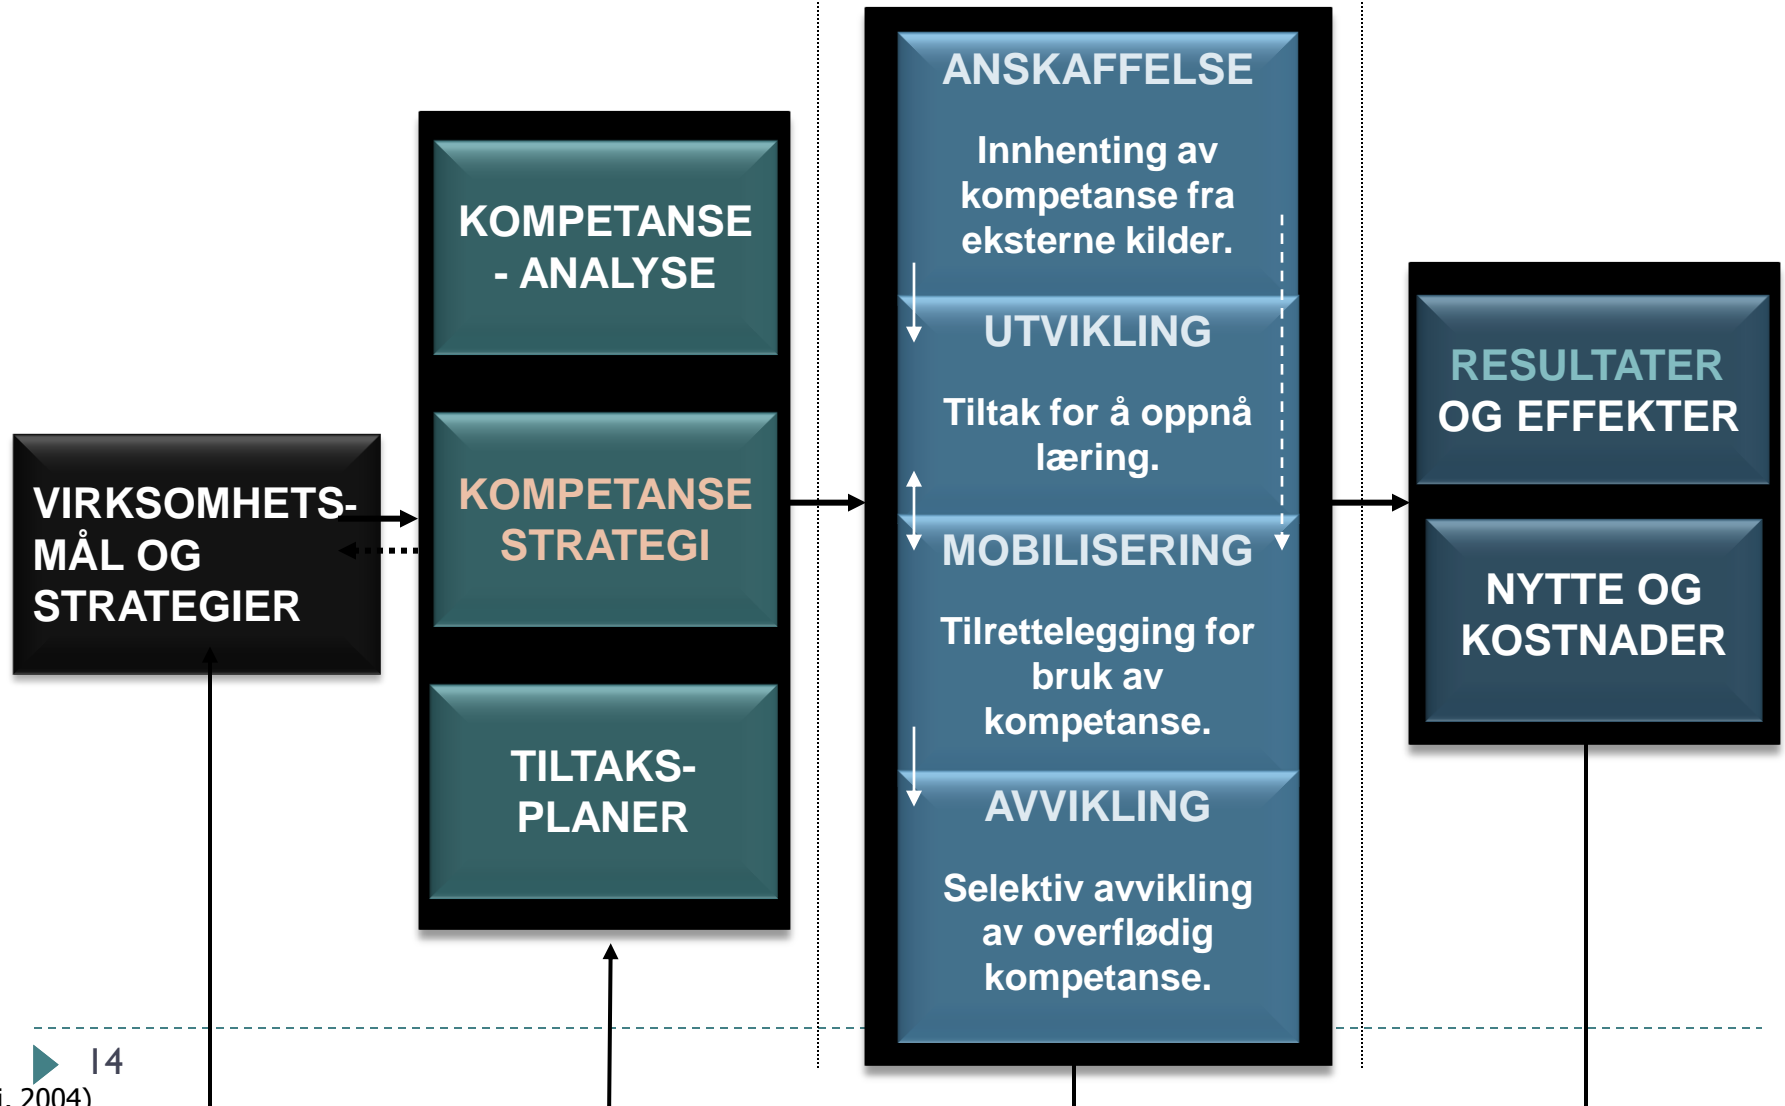 VIRKSOMHETS-
MÅL OG
STRATEGIER
KOMPETANSE
- ANALYSE
KOMPETANSE
STRATEGI
TILTAKS-
PLANER
ANSKAFFELSE
Innhenting av
kompetanse fra
eksterne kilder.
UTVIKLING
Tiltak for å oppnå
læring.
MOBILISERING
Tilrettelegging for
bruk av
kompetanse.
AVVIKLING
Selektiv avvikling
av overflødig
kompetanse.
RESULTATER
OG EFFEKTER
NYTTE OG
KOSTNADER
14
2004)